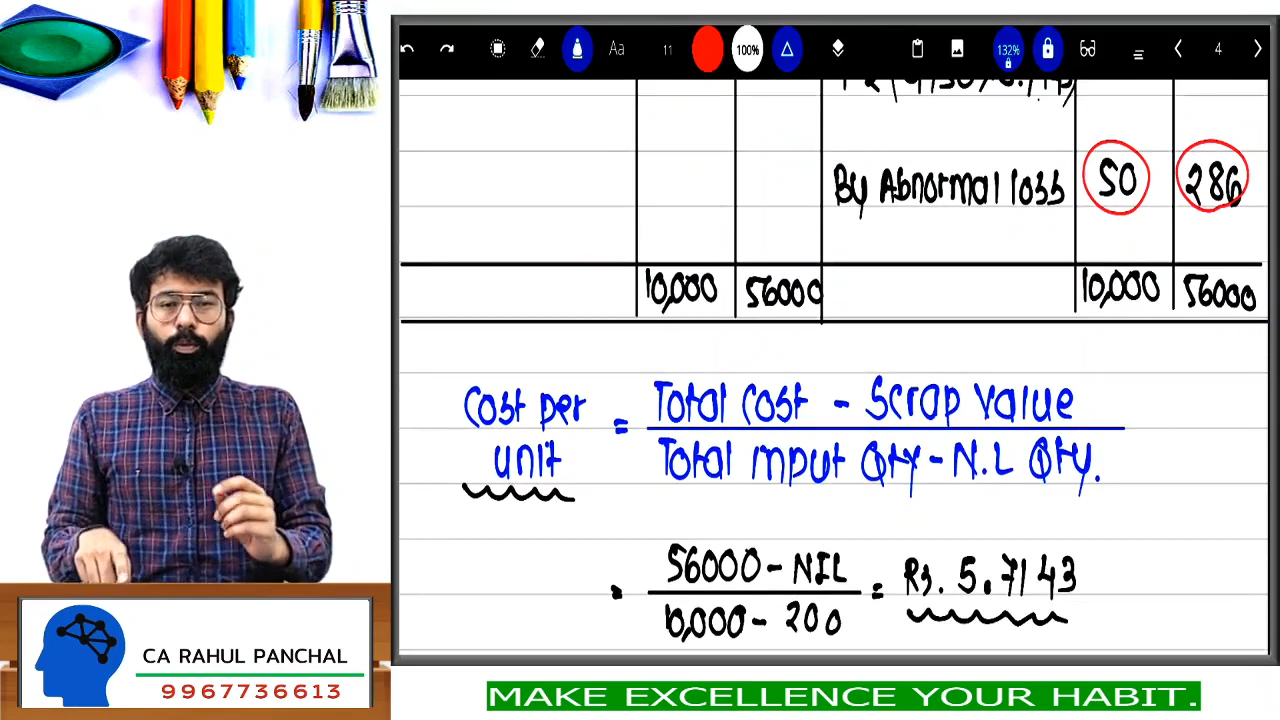 Aa 11 100% 132% 4
By Abnormal loss 50 286
10,000 56000 10,000 56000
Cost per unit = Total Cost - Scrap Value
Total Input Qty - N.L Qty.
= 56000 - NIL = Rs. 5.7143
10,000 - 200
CA RAHUL PANCHAL
9967736613
MAKE EXCELLENCE YOUR HABIT.